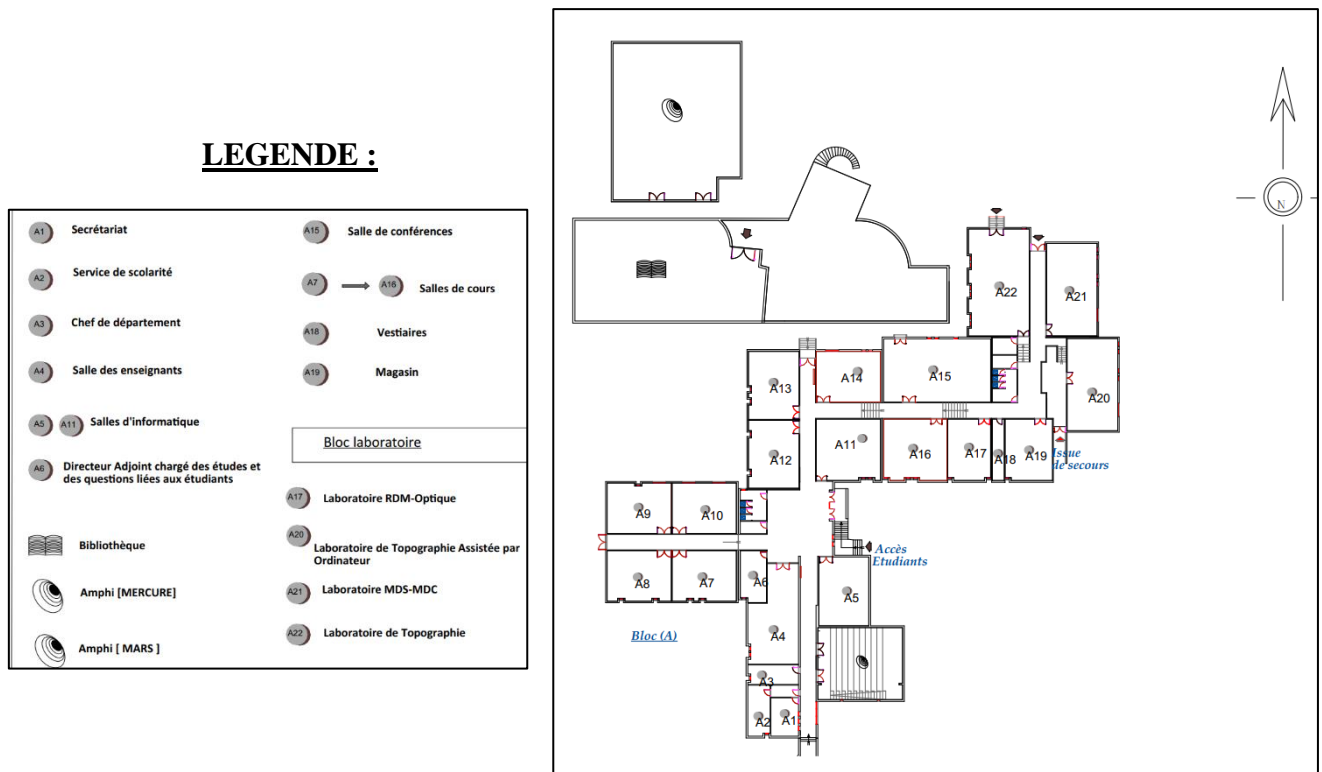 LEGENDE :
A1 Secrétariat
A2 Service de scolarité
A3 Chef de département
A4 Salle des enseignants
A5 A11 Salles d'informatique
A6 Directeur Adjoint chargé des études et
des questions liées aux étudiants
Bibliothèque
Amphi [MERCURE]
Amphi [ MARS ]
A15 Salle de conférences
A7 A16 Salles de cours
A18 Vestiaires
A19 Magasin
Bloc laboratoire
A17 Laboratoire RDM-Optique
A20 Laboratoire de Topographie Assistée par
Ordinateur
A21 Laboratoire MDS-MDC
A22 Laboratoire de Topographie
N
A22
A21
A13
A14
A15
A20
A12
A11
A16
A17
A18
A19
Issue
de secours
A9
A10
Accès
Etudiants
A8
A7
A6
A5
Bloc (A)
A4
A3
A2
A1